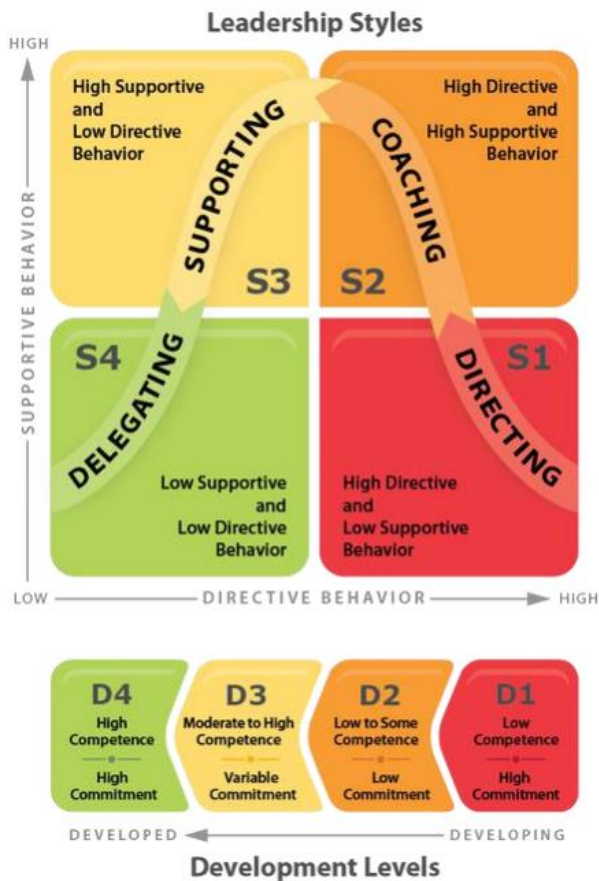 Leadership Styles
HIGH
SUPPORTIVE BEHAVIOR
High Supportive
and
Low Directive
Behavior
SUPPORTING
S3
High Directive
and
High Supportive
Behavior
COACHING
S2
S4
DELEGATING
Low Supportive
and
Low Directive
Behavior
S1
DIRECTING
High Directive
and
Low Supportive
Behavior
LOW
DIRECTIVE BEHAVIOR
HIGH
D4
High
Competence
High
Commitment
D3
Moderate to High
Competence
Variable
Commitment
D2
Low to Some
Competence
Low
Commitment
D1
Low
Competence
High
Commitment
DEVELOPED
DEVELOPING
Development Levels